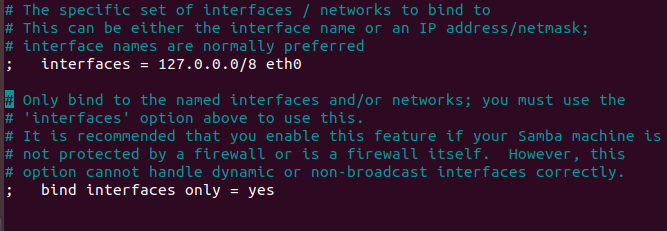 # The specific set of interfaces / networks to bind to
# This can be either the interface name or an IP address/netmask;
# interface names are normally preferred
;   interfaces = 127.0.0.0/8 eth0

# Only bind to the named interfaces and/or networks; you must use the
# 'interfaces' option above to use this.
# It is recommended that you enable this feature if your Samba machine is
# not protected by a firewall or is a firewall itself.  However, this
# option cannot handle dynamic or non-broadcast interfaces correctly.
;   bind interfaces only = yes